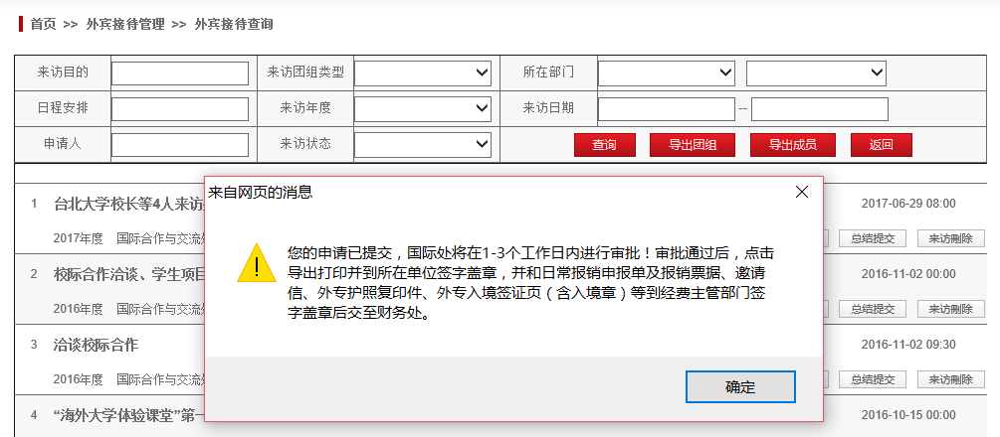 首页 >> 外宾接待管理 >> 外宾接待查询
来访目的 来访团组类型 所在部门
日程安排 来访年度 来访日期 --
申请人 来访状态 查询 导出团组 导出成员 返回
来自网页的消息
1 台北大学校长等4人来访 2017-06-29 08:00
2017年度 国际合作与交流 总结提交 来访刪除
您的申请已提交，国际处将在1-3个工作日内进行审批！审批通过后，点击
导出打印并到所在单位签字盖章，并和日常报销申报单及报销票据、邀请
信、外专护照复印件、外专入境签证页（含入境章）等到经费主管部门签
字盖章后交至财务处。
2 校际合作洽谈、学生项目 2016-11-02 00:00
2016年度 国际合作与交流 总结提交 来访刪除
3 洽谈校际合作 2016-11-02 09:30
2016年度 国际合作与交流 总结提交 来访刪除
确定
4 “海外大学体验课堂”第一 2016-10-15 00:00